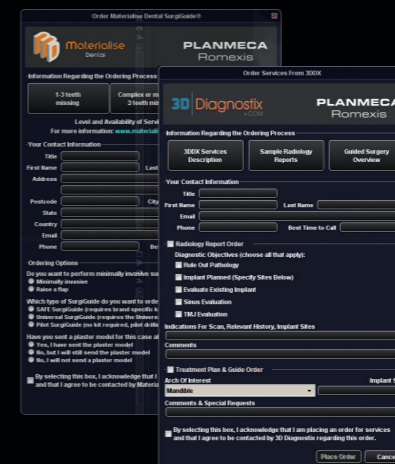 Order Materialise Dental SurgiGuide®
Materialise
Dental
PLANMECA
Romexis
Information Regarding the Ordering Process
1-3 teeth
missing
Complex or m
3 teeth mis
Level and Availability of Servi
For more information: www.materiali
Your Contact Information
Title
First Name
Last
Address
Postcode
City
State
Country
Email
Phone
Be
Ordering Options
Do you want to perform minimally invasive su
Minimally invasive
Raise a flap
Which type of SurgiGuide do you want to orde
SAFE SurgiGuide (requires brand specific k
Universal SurgiGuide (requires the Universa
Pilot SurgiGuide (no kit required, pilot drillin
Have you sent a plaster model for this case al
Yes, I have sent the plaster model
No, but I will still send the plaster model
No, I will not send a plaster model
By selecting this box, I acknowledge that I
and that I agree to be contacted by Materia
Order Services From 3DDX
3D Diagnostix
.COM
PLANMECA
Romexis
Information Regarding the Ordering Process
3DDX Services
Description
Sample Radiology
Reports
Guided Surgery
Overview
Your Contact Information
Title
First Name
Last Name
Email
Phone
Best Time to Call
Radiology Report Order
Diagnostic Objectives (choose all that apply):
Rule Out Pathology
Implant Planned (Specify Sites Below)
Evaluate Existing Implant
Sinus Evaluation
TMJ Evaluation
Indications For Scan, Relevant History, Implant Sites
Comments
Treatment Plan & Guide Order
Arch Of Interest
Implant S
Mandible
Comments & Special Requests
By selecting this box, I acknowledge that I am placing an order for services
and that I agree to be contacted by 3D Diagnostix regarding this order.
Place Order
Cance